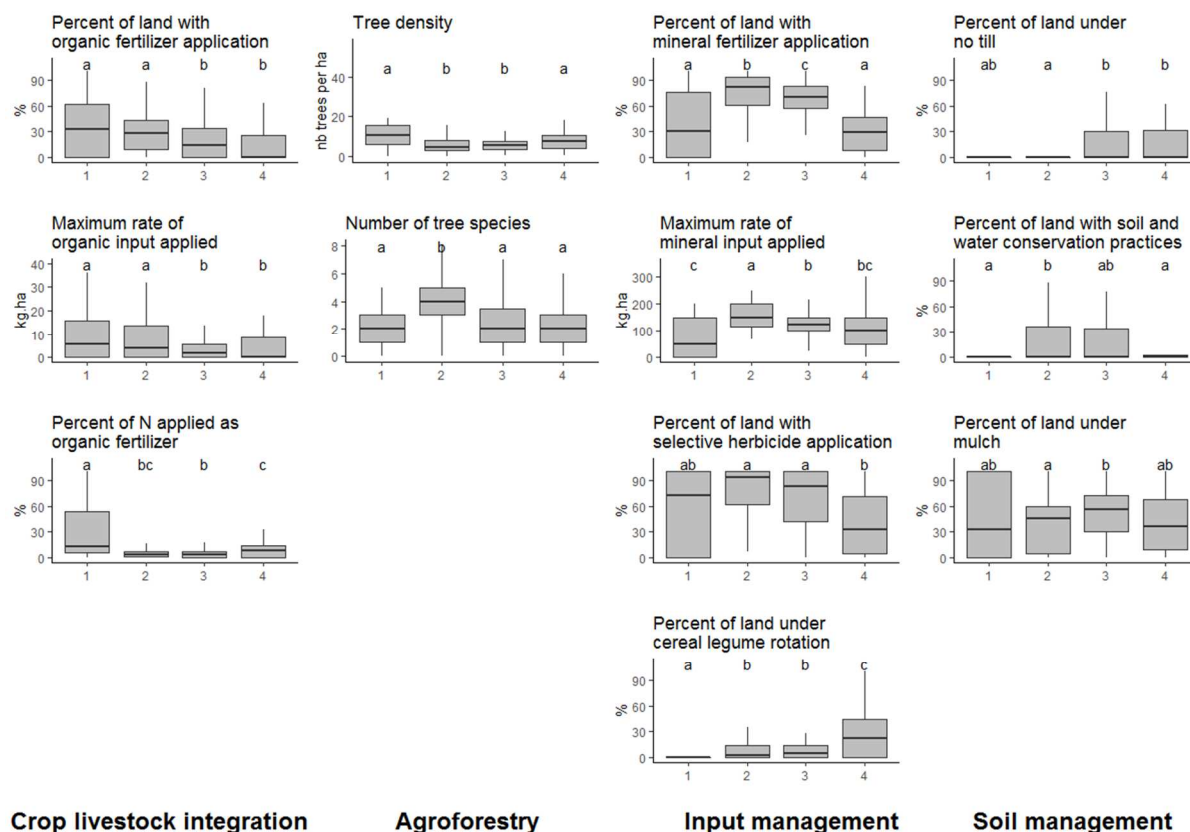 Percent of land with
organic fertilizer application
a a b b
%
90
60
30
0
1 2 3 4
Tree density
a b b a
nb trees per ha
40
20
0
1 2 3 4
Percent of land with
mineral fertilizer application
a b c a
%
90
60
30
0
1 2 3 4
Percent of land under
no till
ab a b b
%
90
60
30
0
1 2 3 4
Maximum rate of
organic input applied
a a b b
kg.ha
40
30
20
10
0
1 2 3 4
Number of tree species
a b a a
8
6
4
2
0
1 2 3 4
Maximum rate of
mineral input applied
c a b bc
kg.ha
300
200
100
0
1 2 3 4
Percent of land with soil and
water conservation practices
a b ab a
%
90
60
30
0
1 2 3 4
Percent of N applied as
organic fertilizer
a bc b c
%
90
60
30
0
1 2 3 4
Percent of land with
selective herbicide application
ab a a b
%
90
60
30
0
1 2 3 4
Percent of land under
mulch
ab a b ab
%
90
60
30
0
1 2 3 4
Percent of land under
cereal legume rotation
a b b c
%
90
60
30
0
1 2 3 4
Crop livestock integration Agroforestry Input management Soil management